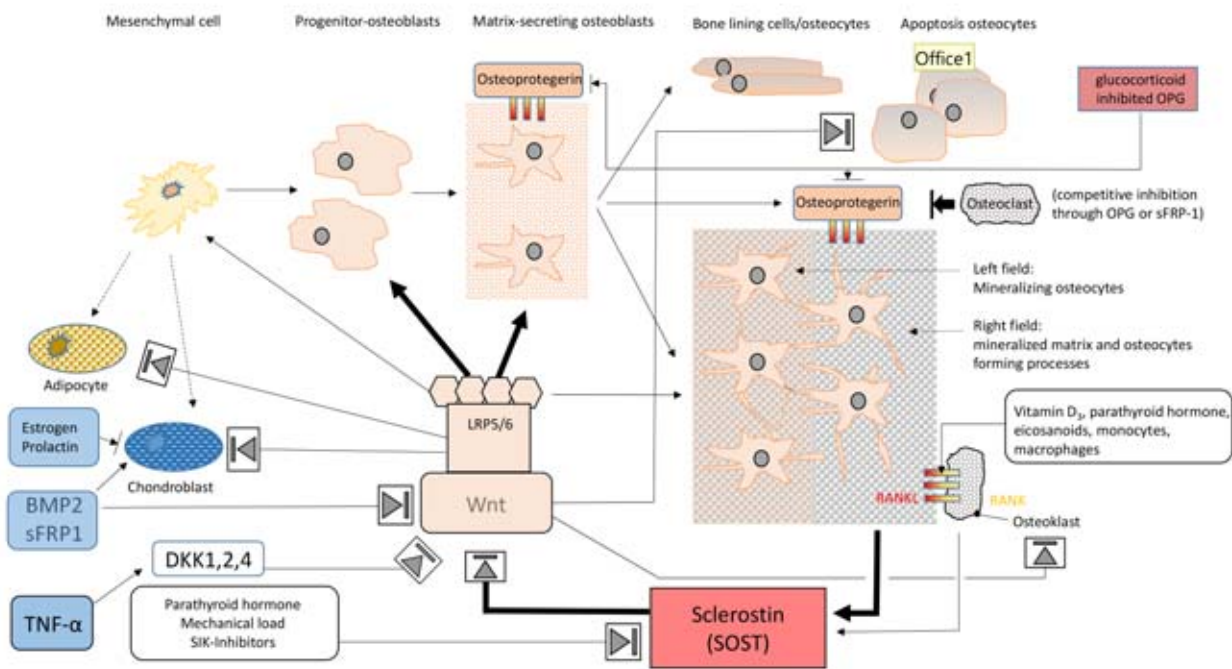 Mesenchymal cell
Progenitor-osteoblasts
Matrix-secreting osteoblasts
Bone lining cells/osteocytes
Apoptosis osteocytes
Office1
Osteoprotegerin
glucocorticoid
inhibited OPG
Osteoprotegerin
Osteoclast
(competitive inhibition
through OPG or sFRP-1)
Left field:
Mineralizing osteocytes
Right field:
mineralized matrix and osteocytes
forming processes
Adipocyte
LRP5/6
Estrogen
Prolactin
Chondroblast
Vitamin D₃, parathyroid hormone,
eicosanoids, monocytes,
macrophages
BMP2
sFRP1
Wnt
RANKL
RANK
Osteoklast
DKK1,2,4
TNF-α
Parathyroid hormone
Mechanical load
SIK-Inhibitors
Sclerostin
(SOST)